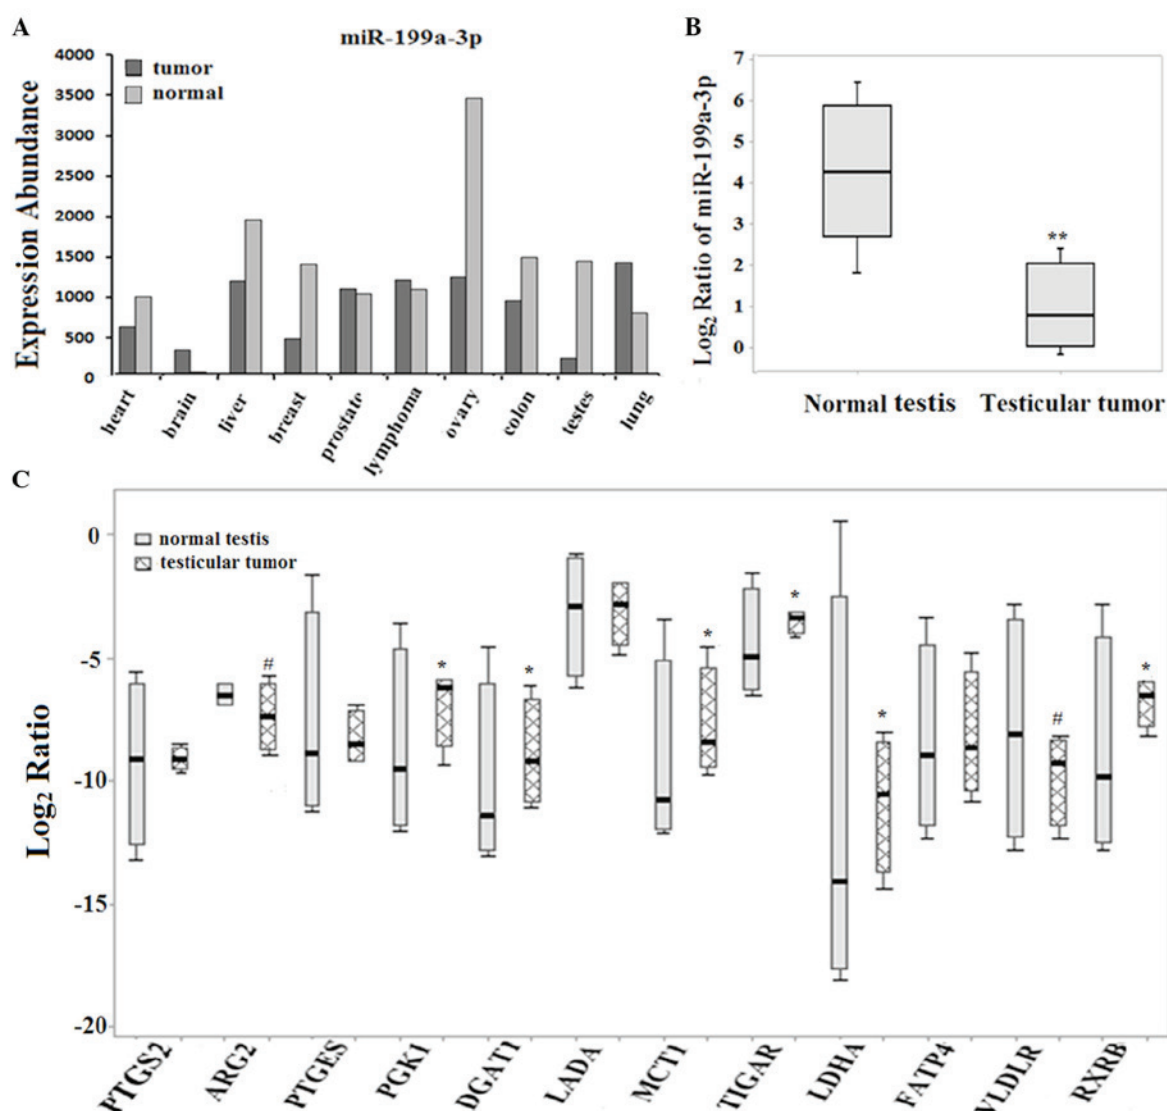 A
miR-199a-3p
Expression Abundance
4000
3500
3000
2500
2000
1500
1000
500
0
tumor
normal
heart
brain
liver
breast
prostate
lymphoma
ovary
colon
testes
lung
B
Log2 Ratio of miR-199a-3p
7
6
5
4
3
2
1
0
**
Normal testis
Testicular tumor
C
Log2 Ratio
0
-5
-10
-15
-20
normal testis
testicular tumor
#
*
*
*
*
*
#
*
PTGS2
ARG2
PTGES
PGK1
DGAT1
LADA
MCT1
TIGAR
LDHA
FATP4
VLDLR
RXRB